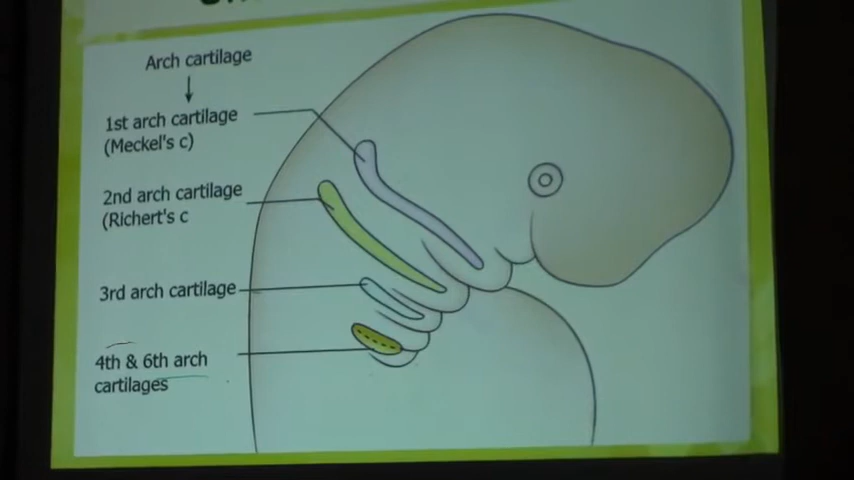 Arch cartilage
1st arch cartilage
(Meckel's c)
2nd arch cartilage
(Richert's c
3rd arch cartilage
4th & 6th arch
cartilages